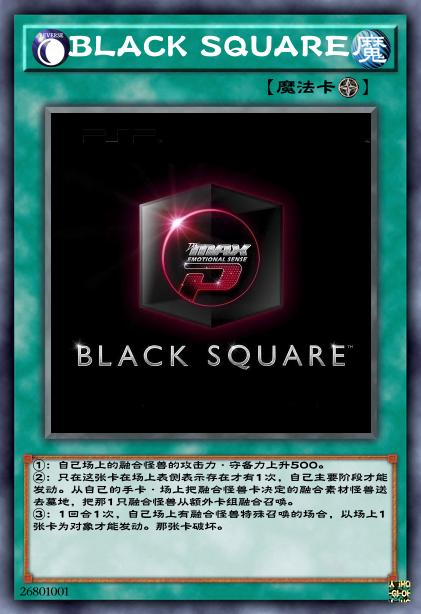 REVERSE
BLACK SQUARE
魔
【魔法卡】
PSP
DJMAX
EMOTIONAL SENSE
BLACK SQUARE™
①：自己场上的融合怪兽的攻击力·守备力上升500。
②：只在这张卡在场上表侧表示存在才有1次，自己主要阶段才能
发动。从自己的手卡·场上把融合怪兽卡决定的融合素材怪兽送
去墓地，把那1只融合怪兽从额外卡组融合召唤。
③：1回合1次，自己场上有融合怪兽特殊召唤的场合，以场上1
张卡为对象才能发动。那张卡破坏。
26801001